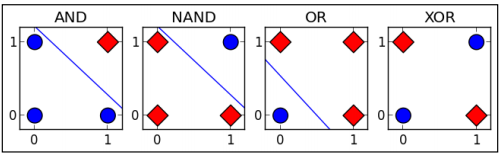 AND NAND OR XOR
1 1 1 1
0 0 0 0
0 1 0 1 0 1 0 1